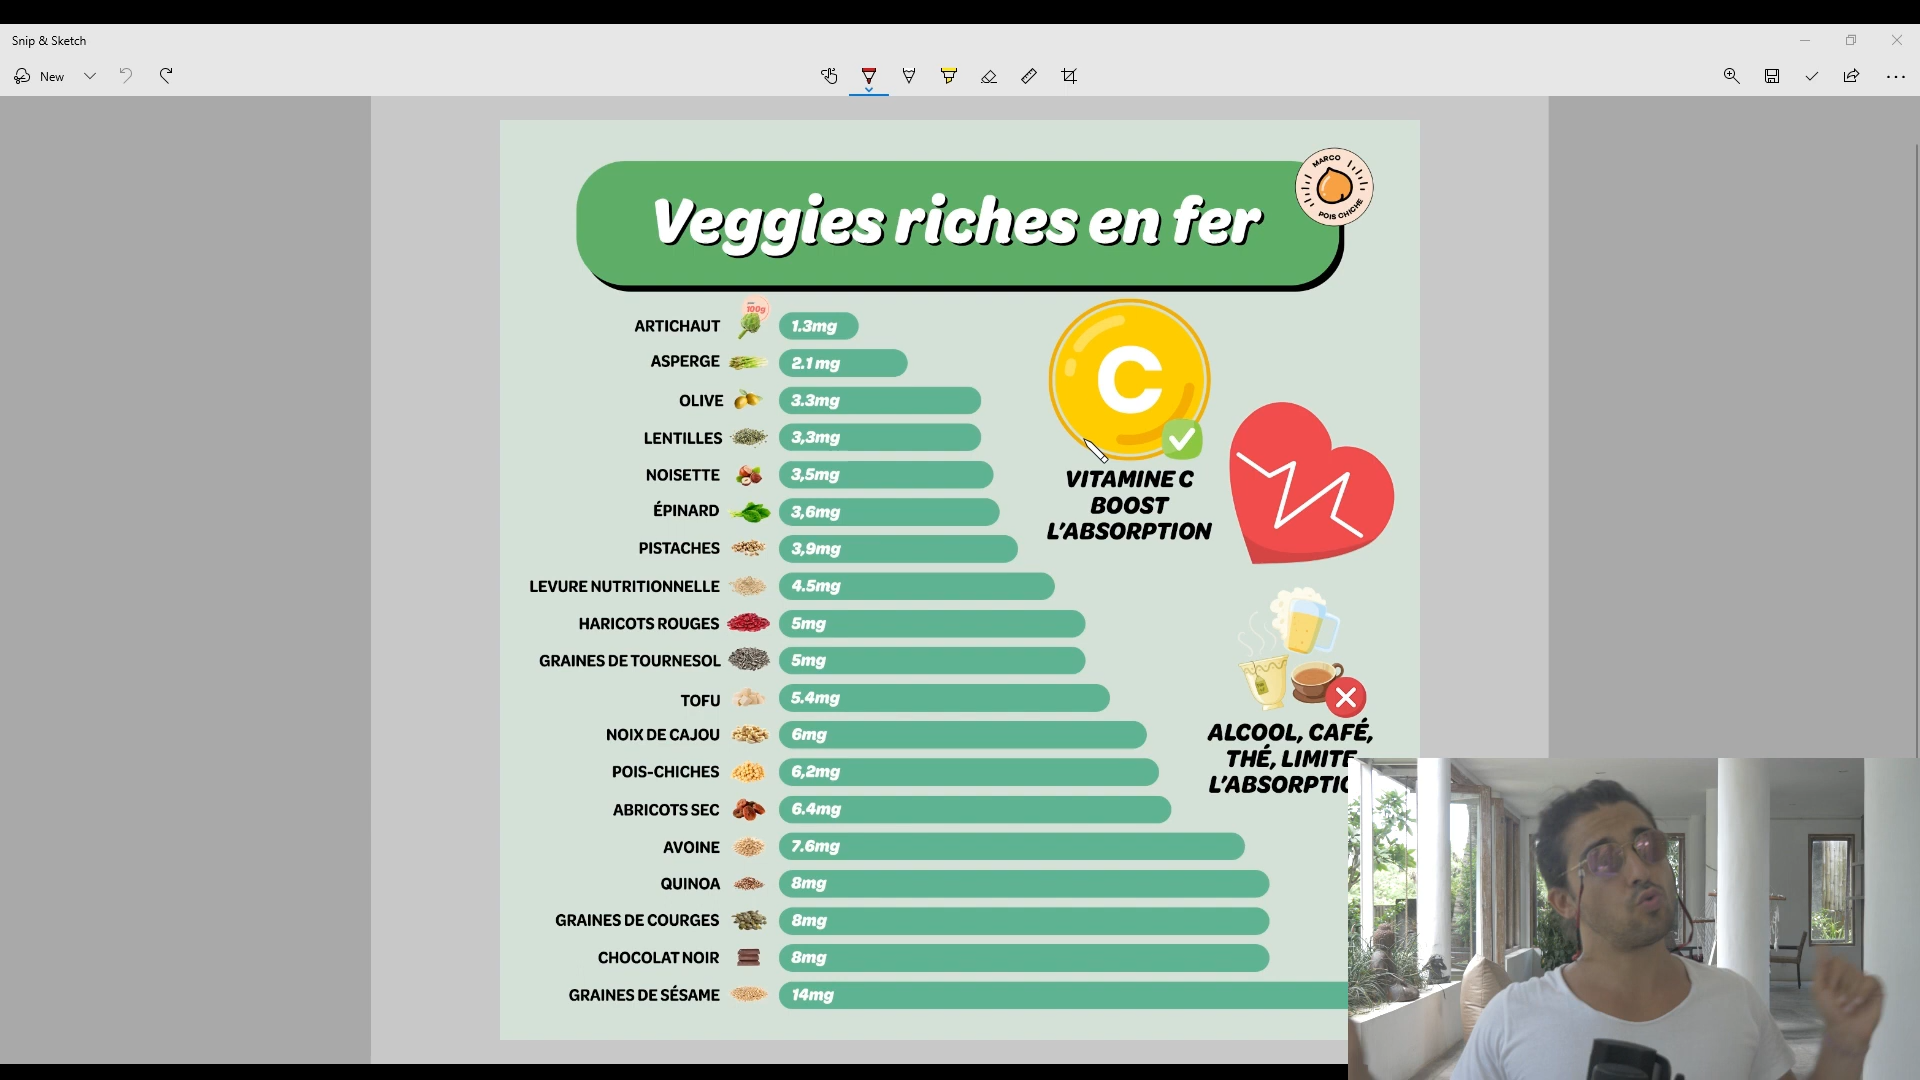 Snip & Sketch
New
MARCO
POIS CHICHE
Veggies riches en fer
100g
ARTICHAUT 1.3mg
ASPERGE 2.1 mg
OLIVE 3.3mg
LENTILLES 3,3mg
NOISETTE 3,5mg
ÉPINARD 3,6mg
PISTACHES 3,9mg
LEVURE NUTRITIONNELLE 4.5mg
HARICOTS ROUGES 5mg
GRAINES DE TOURNESOL 5mg
TOFU 5.4mg
NOIX DE CAJOU 6mg
POIS-CHICHES 6,2mg
ABRICOTS SEC 6.4mg
AVOINE 7.6mg
QUINOA 8mg
GRAINES DE COURGES 8mg
CHOCOLAT NOIR 8mg
GRAINES DE SÉSAME 14mg
C
VITAMINE C
BOOST
L'ABSORPTION
ALCOOL, CAFÉ,
THÉ, LIMITE
L'ABSORPTIO